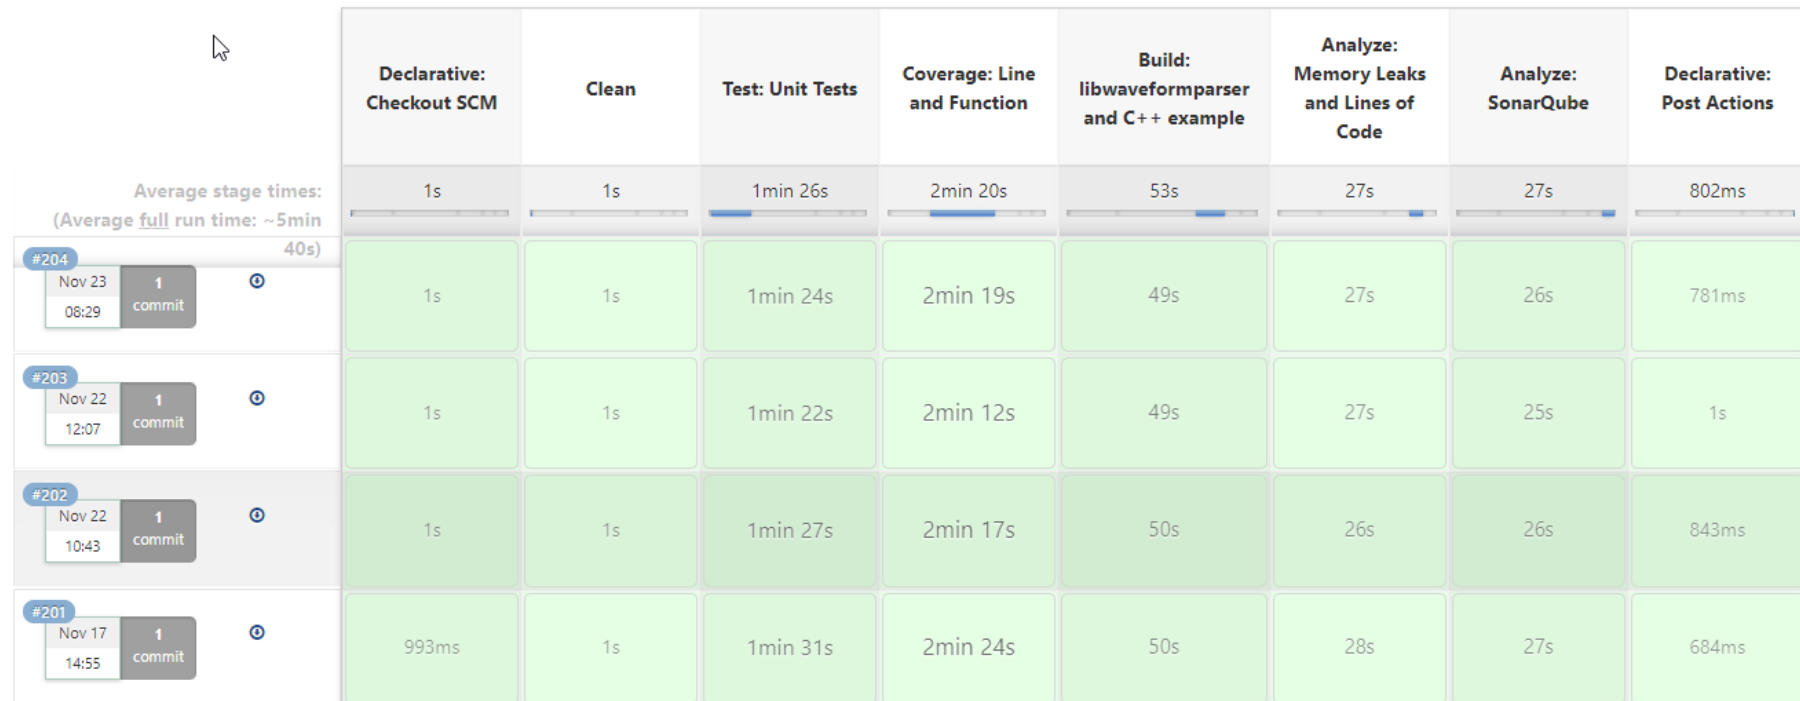 Declarative:
Checkout SCM
Clean
Test: Unit Tests
Coverage: Line
and Function
Build:
libwaveformparser
and C++ example
Analyze:
Memory Leaks
and Lines of
Code
Analyze:
SonarQube
Declarative:
Post Actions
Average stage times:
(Average full run time: ~5min
40s)
1s
1s
1min 26s
2min 20s
53s
27s
27s
802ms
#204
Nov 23
08:29
1
commit
1s
1s
1min 24s
2min 19s
49s
27s
26s
781ms
#203
Nov 22
12:07
1
commit
1s
1s
1min 22s
2min 12s
49s
27s
25s
1s
#202
Nov 22
10:43
1
commit
1s
1s
1min 27s
2min 17s
50s
26s
26s
843ms
#201
Nov 17
14:55
1
commit
993ms
1s
1min 31s
2min 24s
50s
28s
27s
684ms